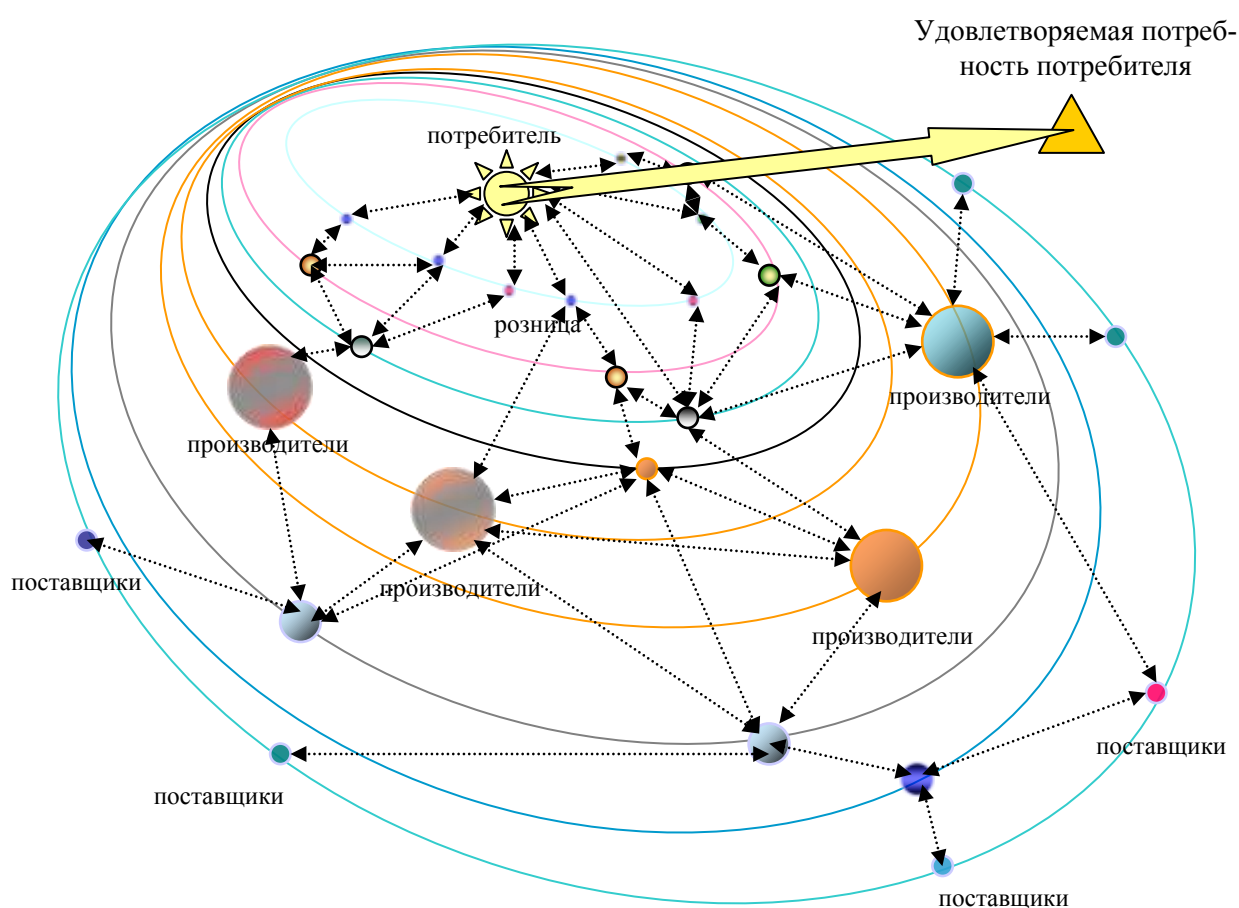 Удовлетворяемая потреб-
ность потребителя
потребитель
розница
производители
производители
поставщики
производители
производители
поставщики
поставщики
поставщики